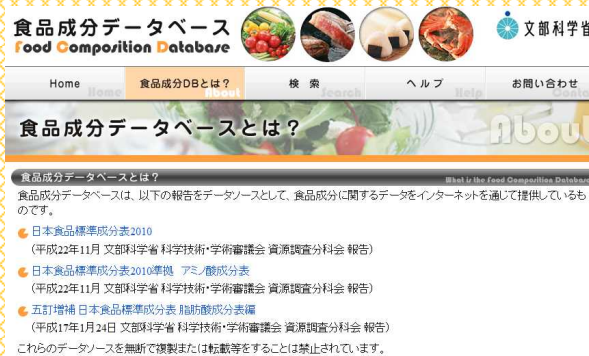 食品成分データベース
Food Composition Database
文部科学省
Home
Home
食品成分DBとは？
About
検 索
Search
ヘルプ
Help
お問い合わせ
食品成分データベースとは？
About
食品成分データベースとは？
What is the Food Composition Database
食品成分データベースは、以下の報告をデータソースとして、食品成分に関するデータをインターネットを通じて提供しているも
のです。
日本食品標準成分表2010
（平成22年11月 文部科学省 科学技術・学術審議会 資源調査分科会 報告）
日本食品標準成分表2010準拠 アミノ酸成分表
（平成22年11月 文部科学省 科学技術・学術審議会 資源調査分科会 報告）
五訂増補 日本食品標準成分表 脂肪酸成分表編
（平成17年1月24日 文部科学省 科学技術・学術審議会 資源調査分科会 報告）
これらのデータソースを無断で複製または転載等をすることは禁止されています。